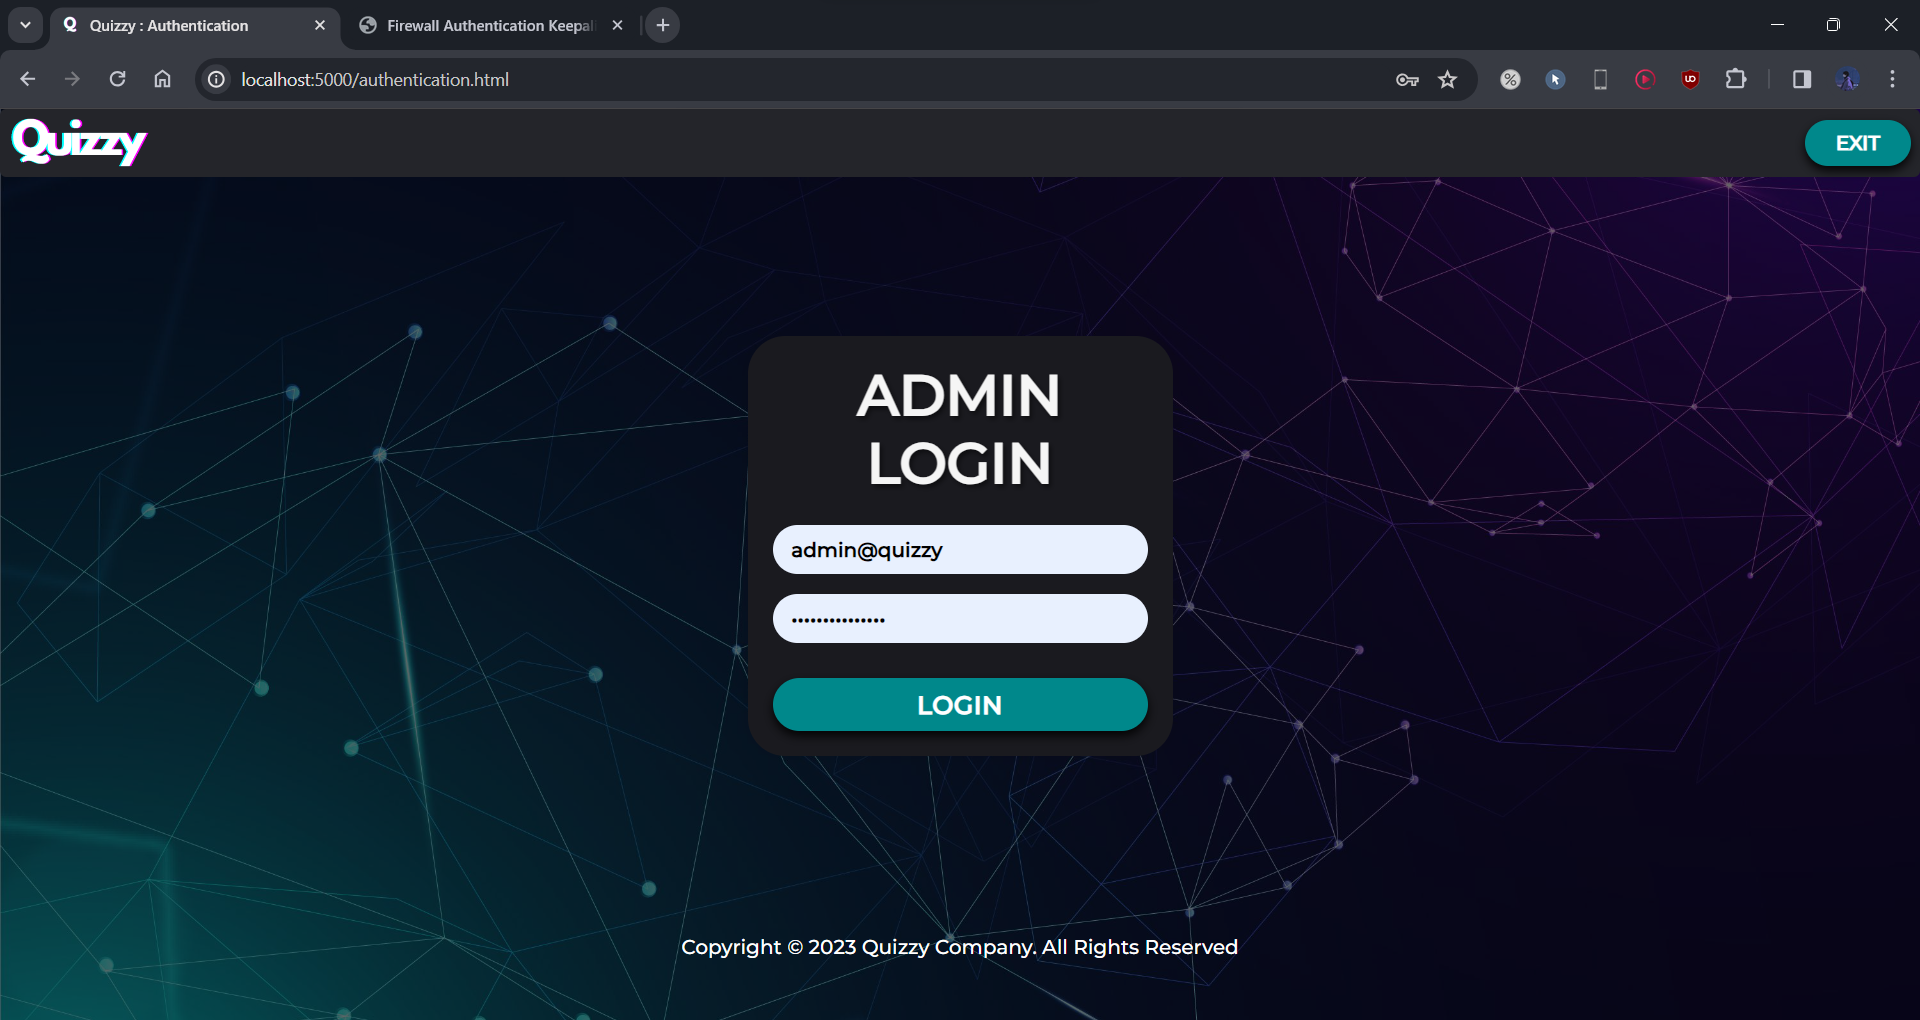 Quizzy : Authentication
Firewall Authentication Keepal
localhost:5000/authentication.html
Quizzy
EXIT
ADMIN
LOGIN
admin@quizzy
•••••••••••••••
LOGIN
Copyright © 2023 Quizzy Company. All Rights Reserved